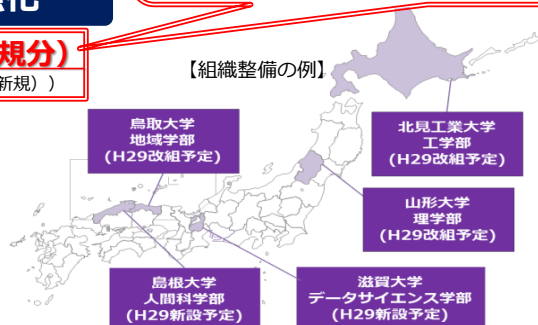 規分)
新規））
【組織整備の例】
鳥取大学
地域学部
(H29改組予定)
北見工業大学
工学部
(H29改組予定)
山形大学
理学部
(H29改組予定)
島根大学
人間科学部
(H29新設予定)
滋賀大学
データサイエンス学部
(H29新設予定)